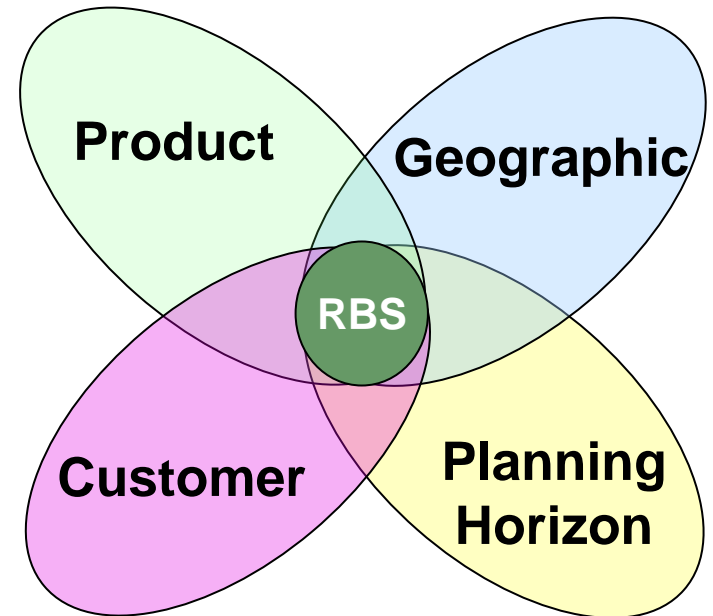 Product
Geographic
RBS
Customer
Planning
Horizon